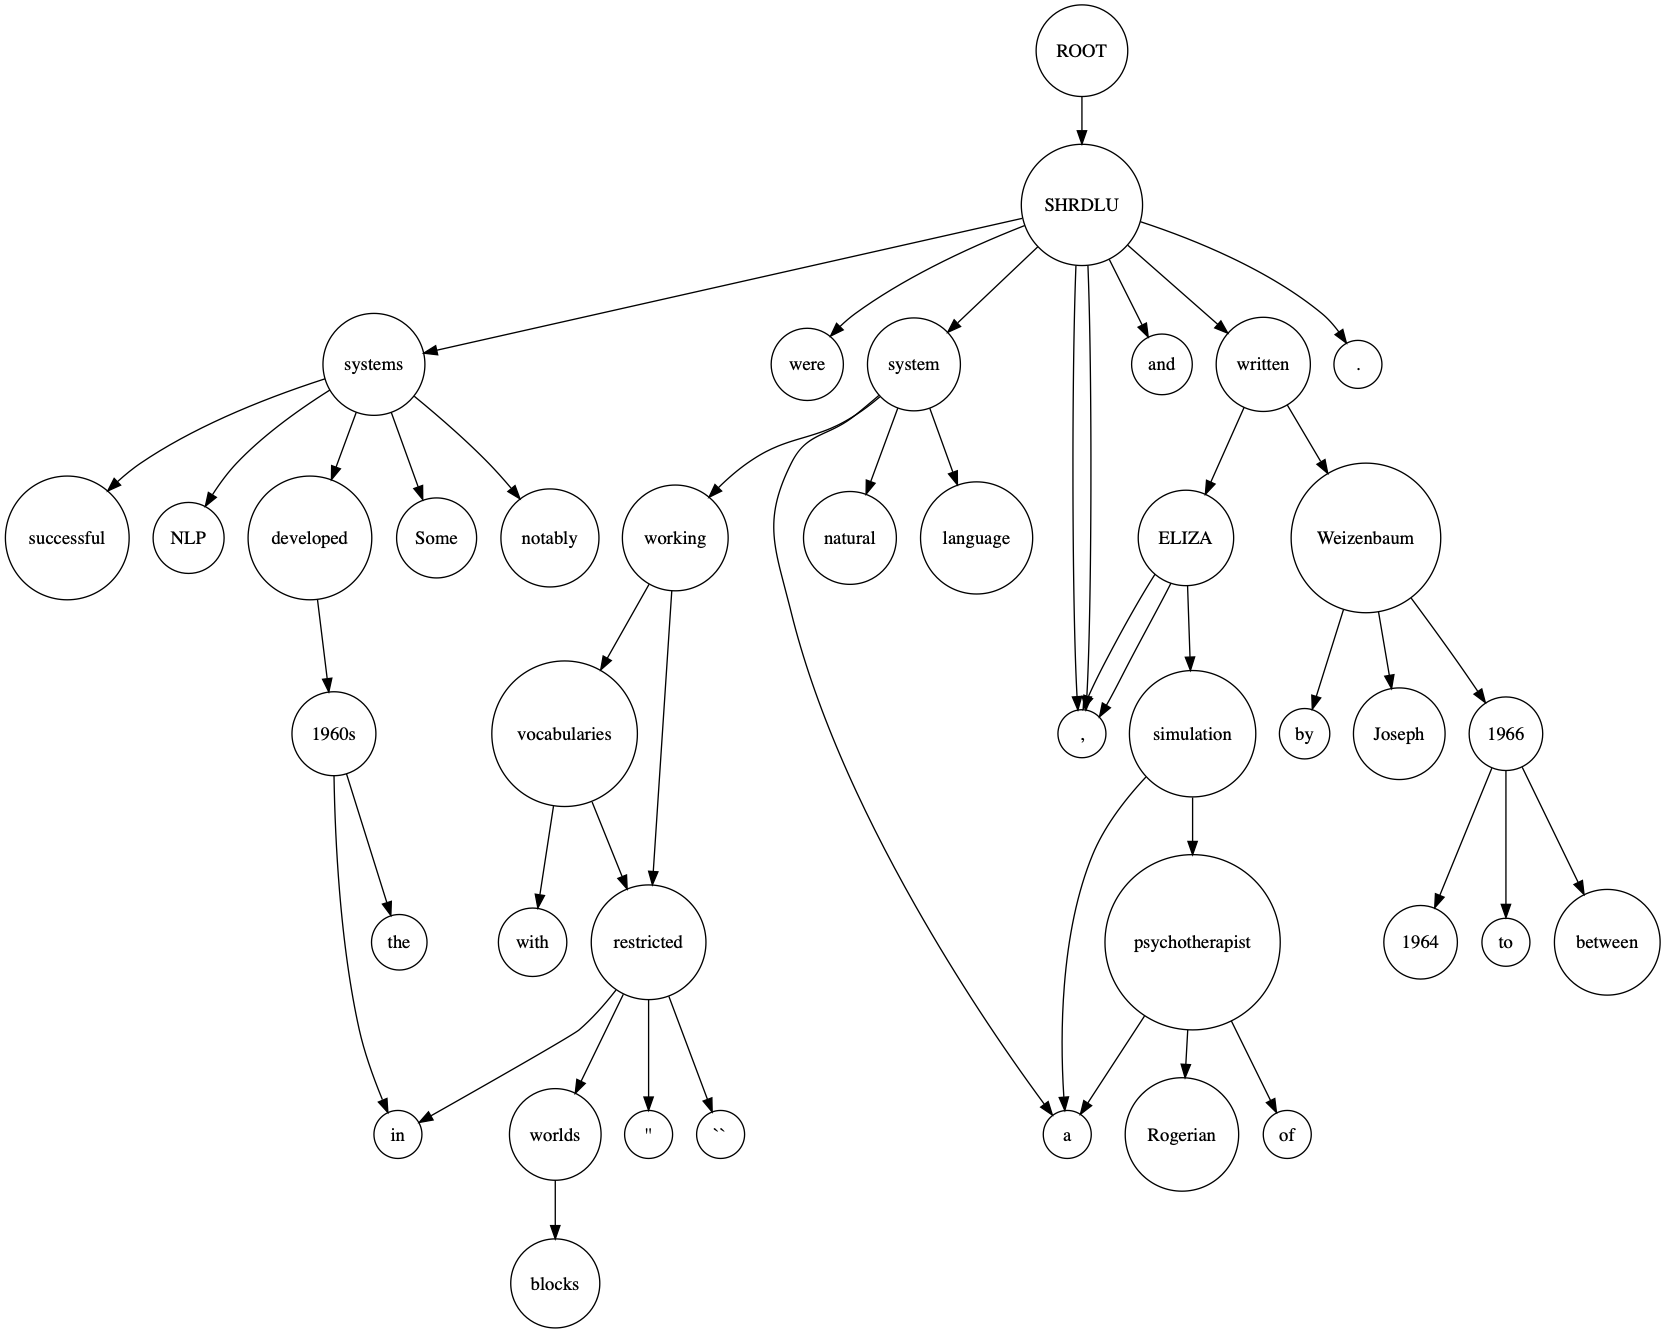 ROOT
SHRDLU
systems
were
system
and
written
.
successful
NLP
developed
Some
notably
working
natural
language
ELIZA
Weizenbaum
1960s
vocabularies
,
simulation
by
Joseph
1966
the
with
restricted
psychotherapist
1964
to
between
in
worlds
"
``
a
Rogerian
of
blocks